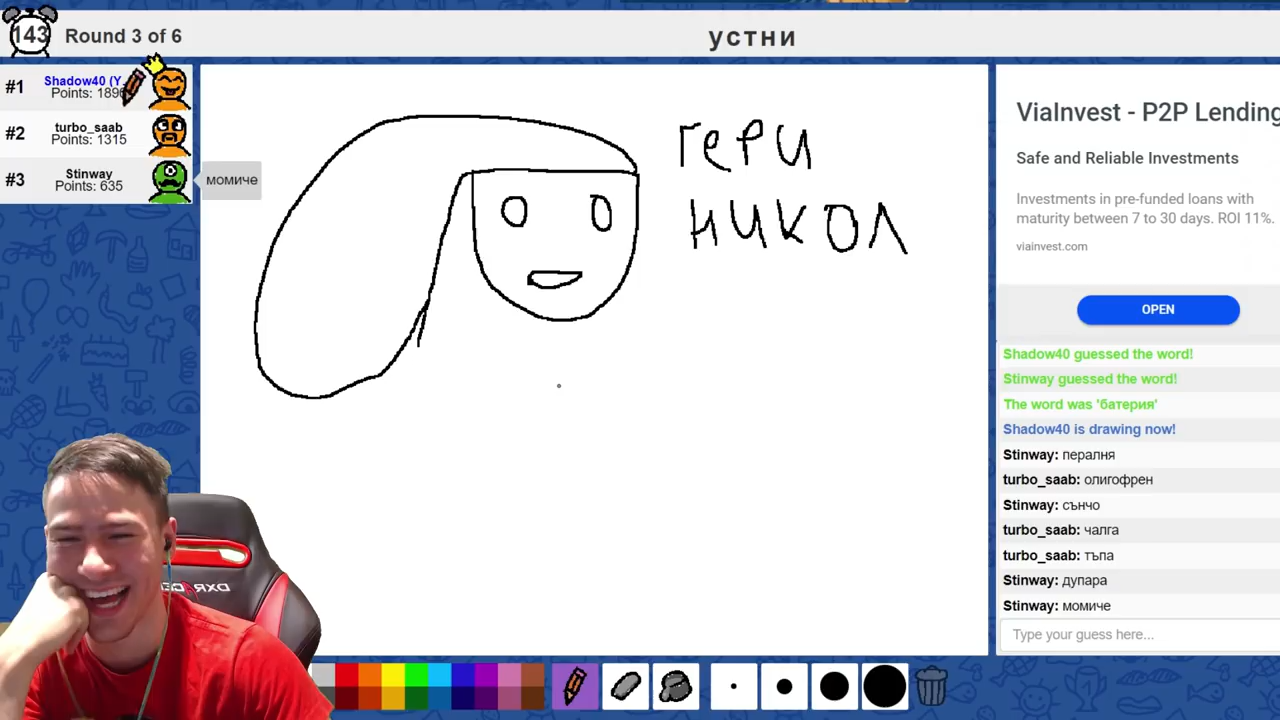 143
Round 3 of 6
устни
#1
Shadow40 (Y
Points: 1896
#2
turbo_saab
Points: 1315
#3
Stinway
Points: 635
момиче
гери
никол
ViaInvest - P2P Lending
Safe and Reliable Investments
Investments in pre-funded loans with
maturity between 7 to 30 days. ROI 11%.
viainvest.com
OPEN
Shadow40 guessed the word!
Stinway guessed the word!
The word was 'батерия'
Shadow40 is drawing now!
Stinway: пералня
turbo_saab: олигофрен
Stinway: сънчо
turbo_saab: чалга
turbo_saab: тъпа
Stinway: дупара
Stinway: момиче
Type your guess here...